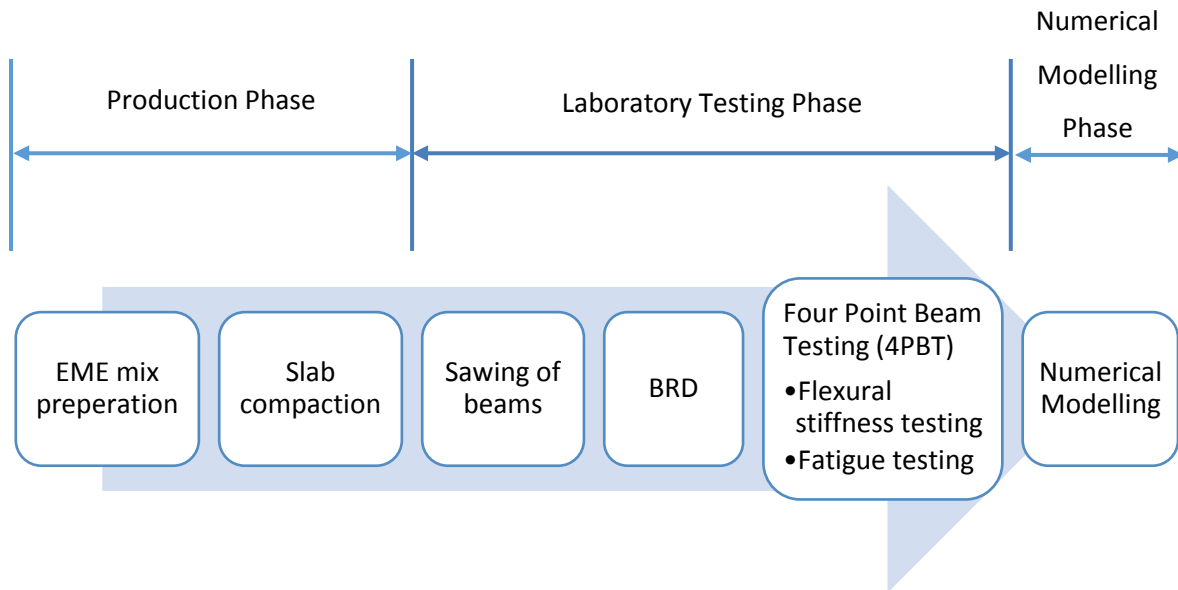 Production Phase
Laboratory Testing Phase
Numerical
Modelling
Phase
EME mix
preperation
Slab
compaction
Sawing of
beams
BRD
Four Point Beam
Testing (4PBT)
•Flexural
stiffness testing
•Fatigue testing
Numerical
Modelling